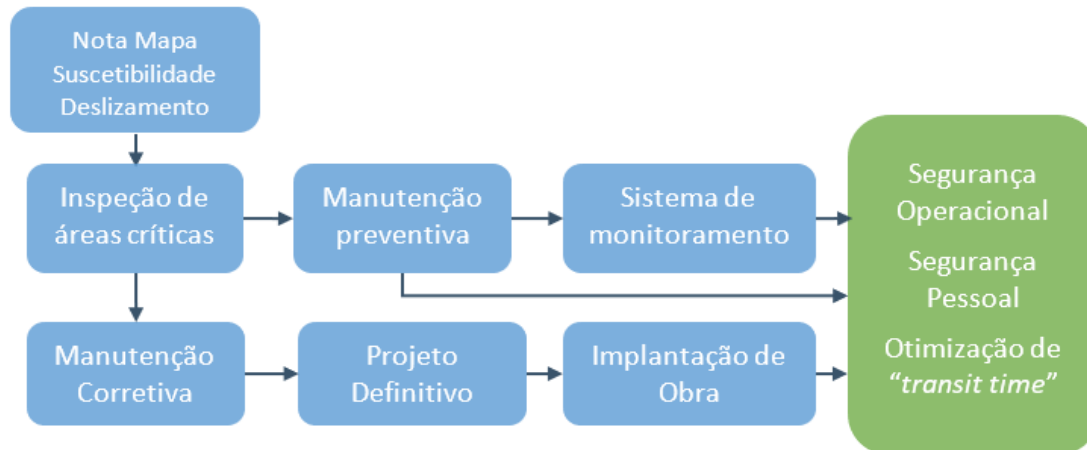 Nota Mapa
Suscetibilidade
Deslizamento
Inspeção de
áreas críticas
Manutenção
preventiva
Sistema de
monitoramento
Manutenção
Corretiva
Projeto
Definitivo
Implantação de
Obra
Segurança
Operacional
Segurança
Pessoal
Otimização de
“transit time”